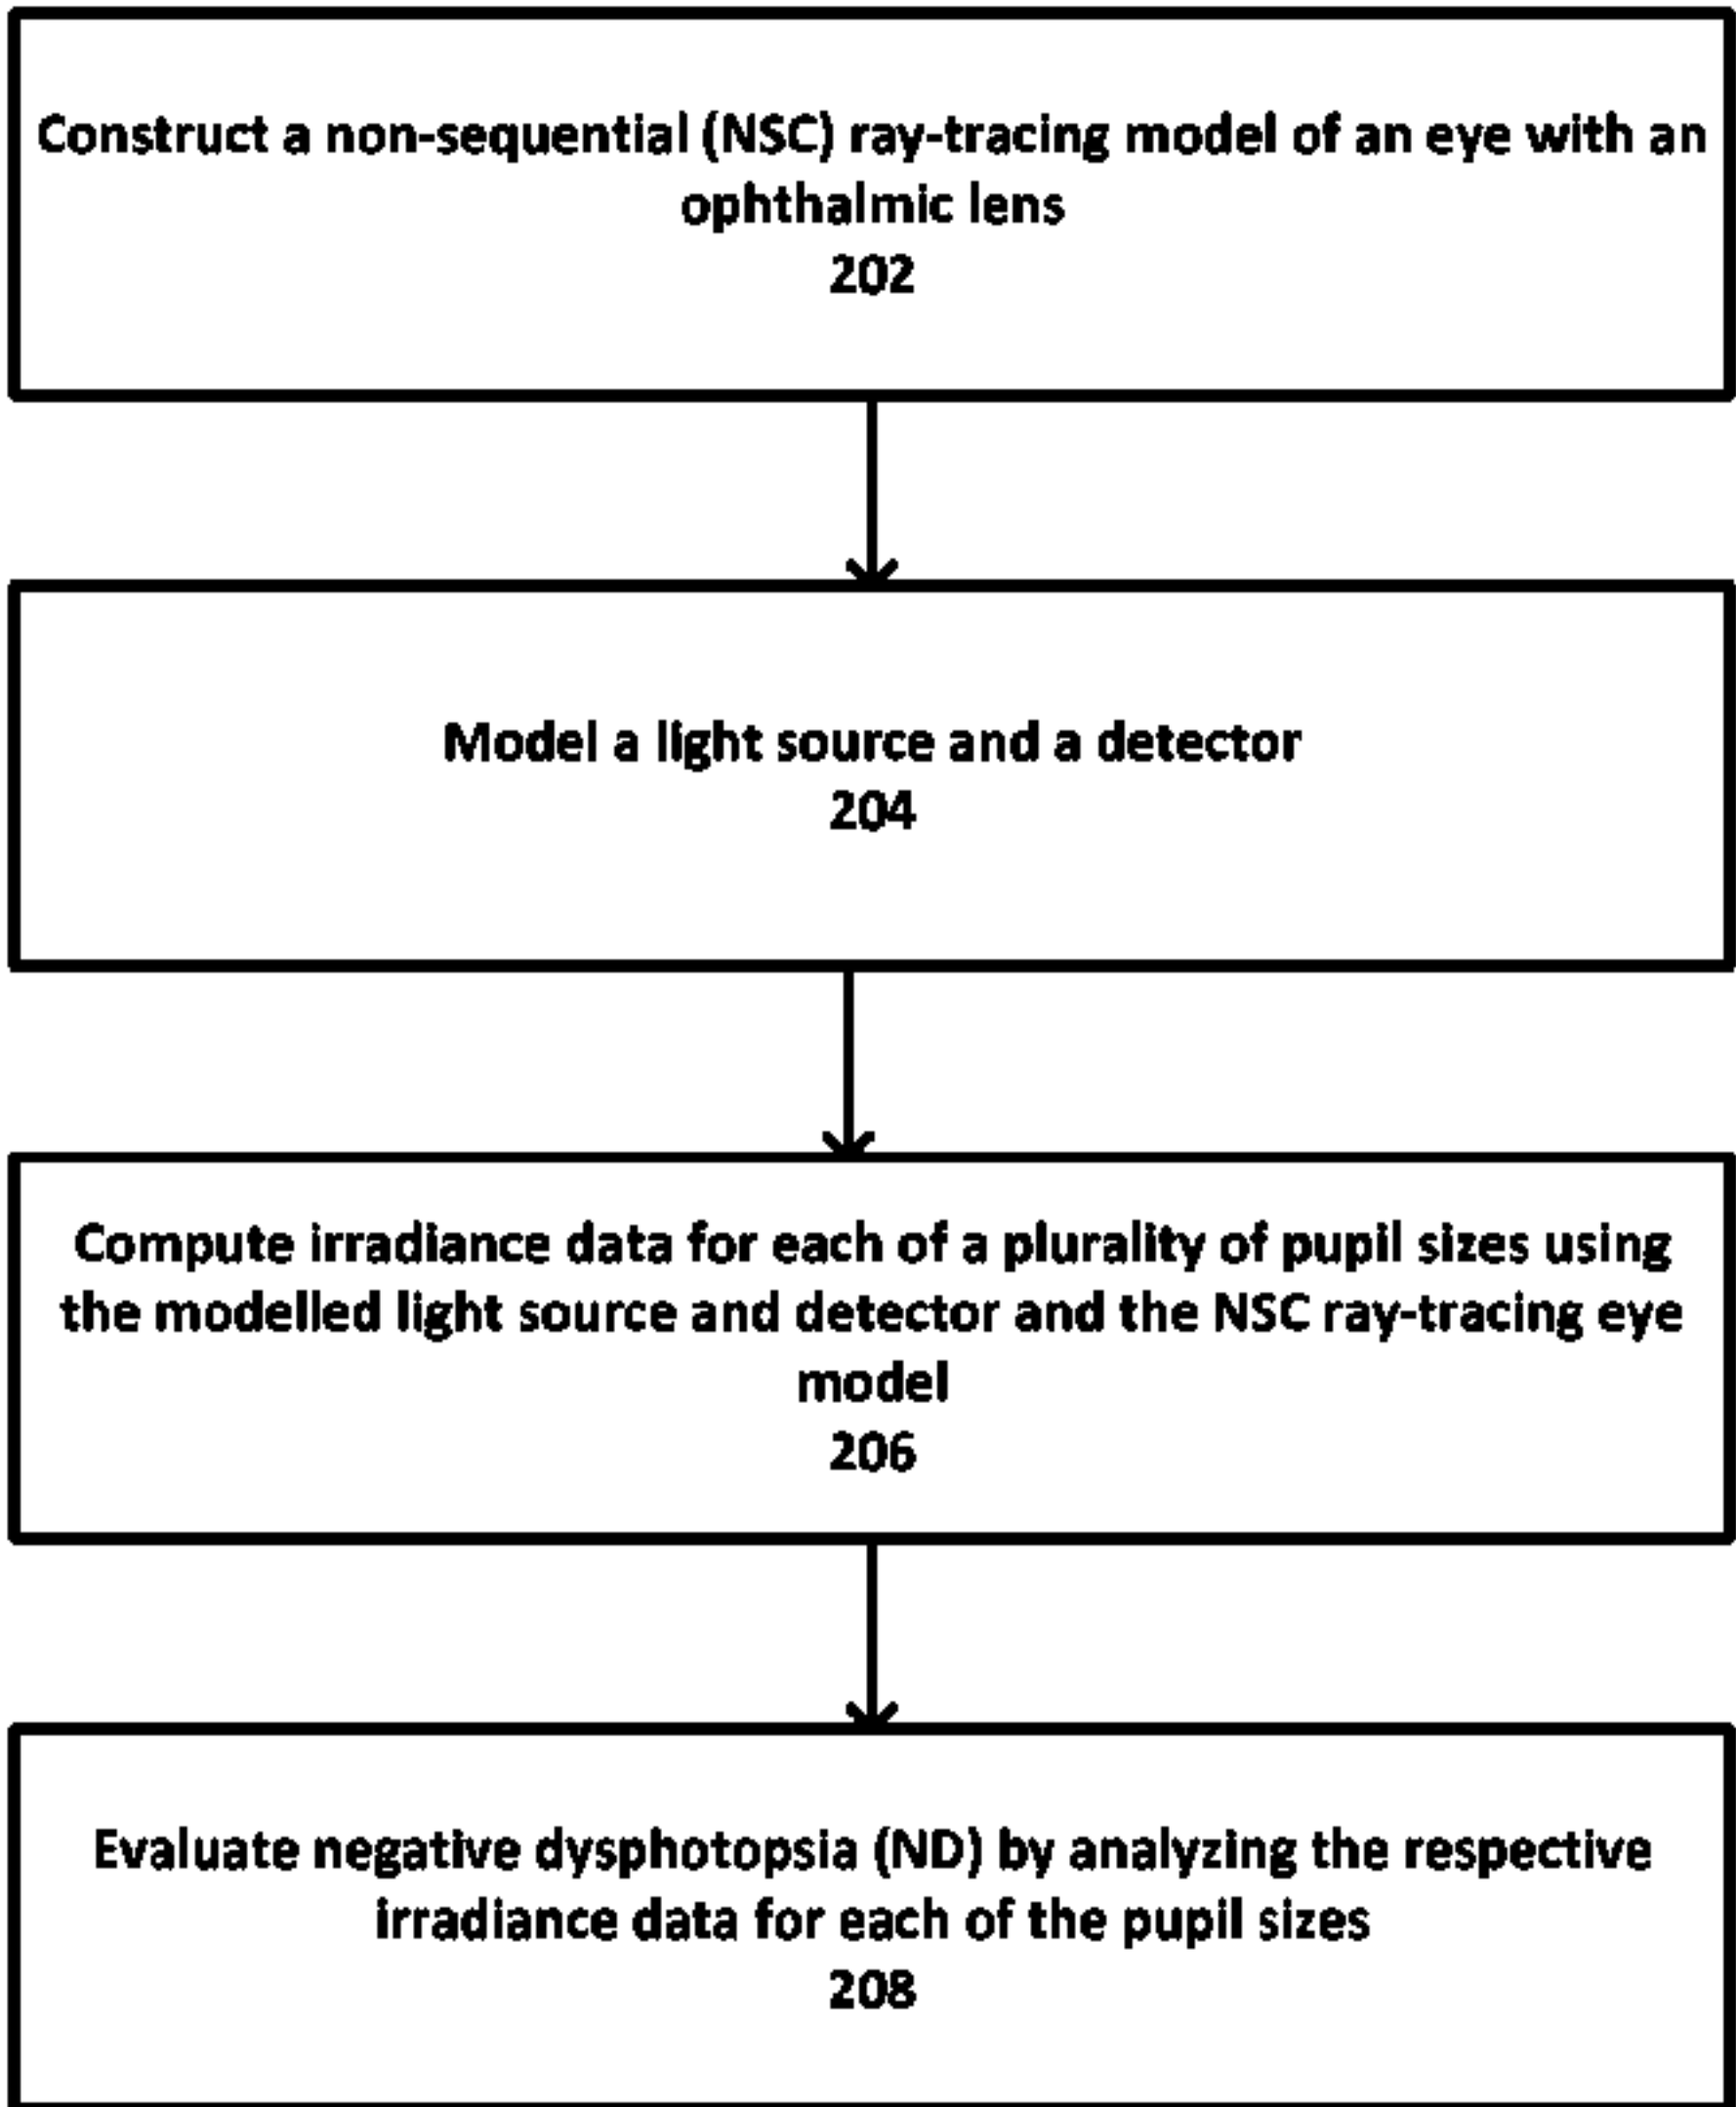 Construct a non-sequential (NSC) ray-tracing model of an eye with an
ophthalmic lens
202
Model a light source and a detector
204
Compute irradiance data for each of a plurality of pupil sizes using
the modelled light source and detector and the NSC ray-tracing eye
model
206
Evaluate negative dysphotopsia (ND) by analyzing the respective
irradiance data for each of the pupil sizes
208